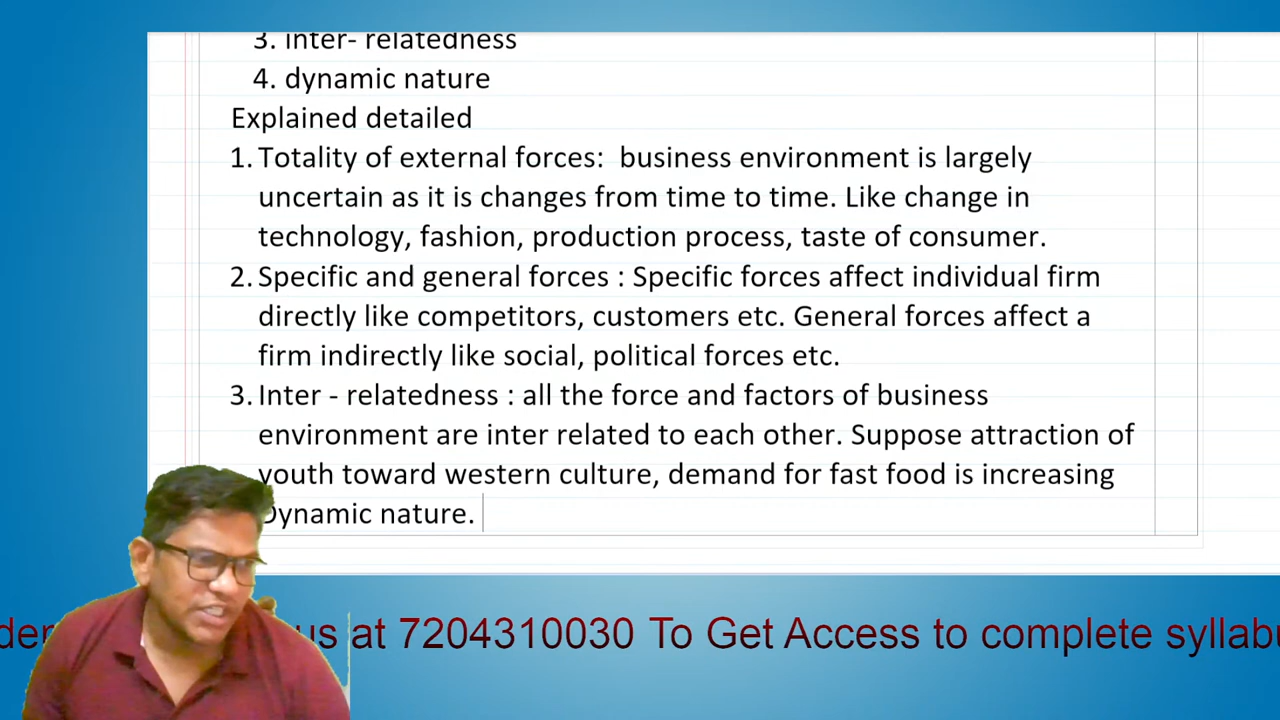 3. inter- relatedness
4. dynamic nature
Explained detailed
1. Totality of external forces:  business environment is largely
uncertain as it is changes from time to time. Like change in
technology, fashion, production process, taste of consumer.
2. Specific and general forces : Specific forces affect individual firm
directly like competitors, customers etc. General forces affect a
firm indirectly like social, political forces etc.
3. Inter - relatedness : all the force and factors of business
environment are inter related to each other. Suppose attraction of
youth toward western culture, demand for fast food is increasing
Dynamic nature.
us at 7204310030 To Get Access to complete